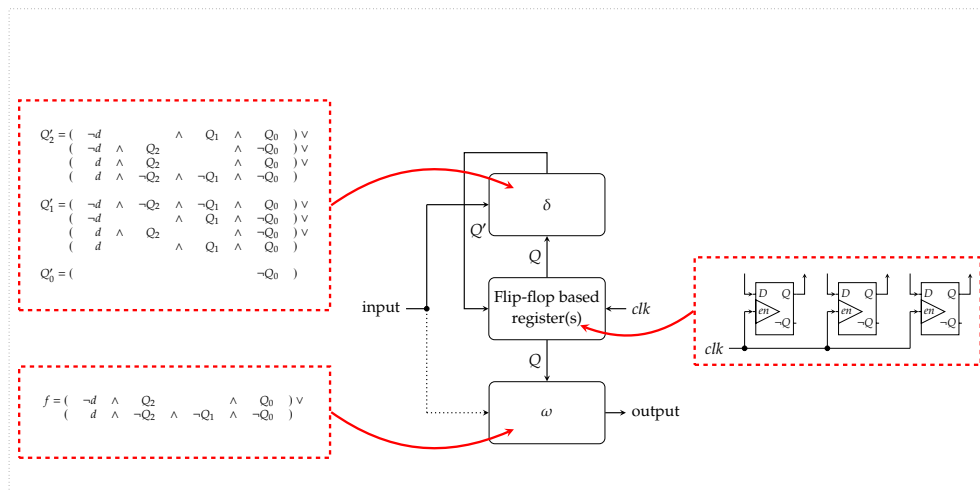 Q′₂ = ( ¬d ∧ Q₁ ∧ Q₀ ) ∨
( ¬d ∧ Q₂ ∧ ¬Q₀ ) ∨
( d ∧ Q₂ ∧ Q₀ ) ∨
( d ∧ ¬Q₂ ∧ ¬Q₁ ∧ ¬Q₀ )
Q′₁ = ( ¬d ∧ ¬Q₂ ∧ ¬Q₁ ∧ Q₀ ) ∨
( ¬d ∧ Q₁ ∧ ¬Q₀ ) ∨
( d ∧ Q₂ ∧ ¬Q₀ ) ∨
( d ∧ Q₁ ∧ Q₀ )
Q′₀ = ( ¬Q₀ )
δ
Q′
Q
input
Flip-flop based
register(s)
clk
Q
ω
output
f = ( ¬d ∧ Q₂ ∧ Q₀ ) ∨
( d ∧ ¬Q₂ ∧ ¬Q₁ ∧ ¬Q₀ )
D Q D Q D Q
en en en
¬Q ¬Q ¬Q
clk